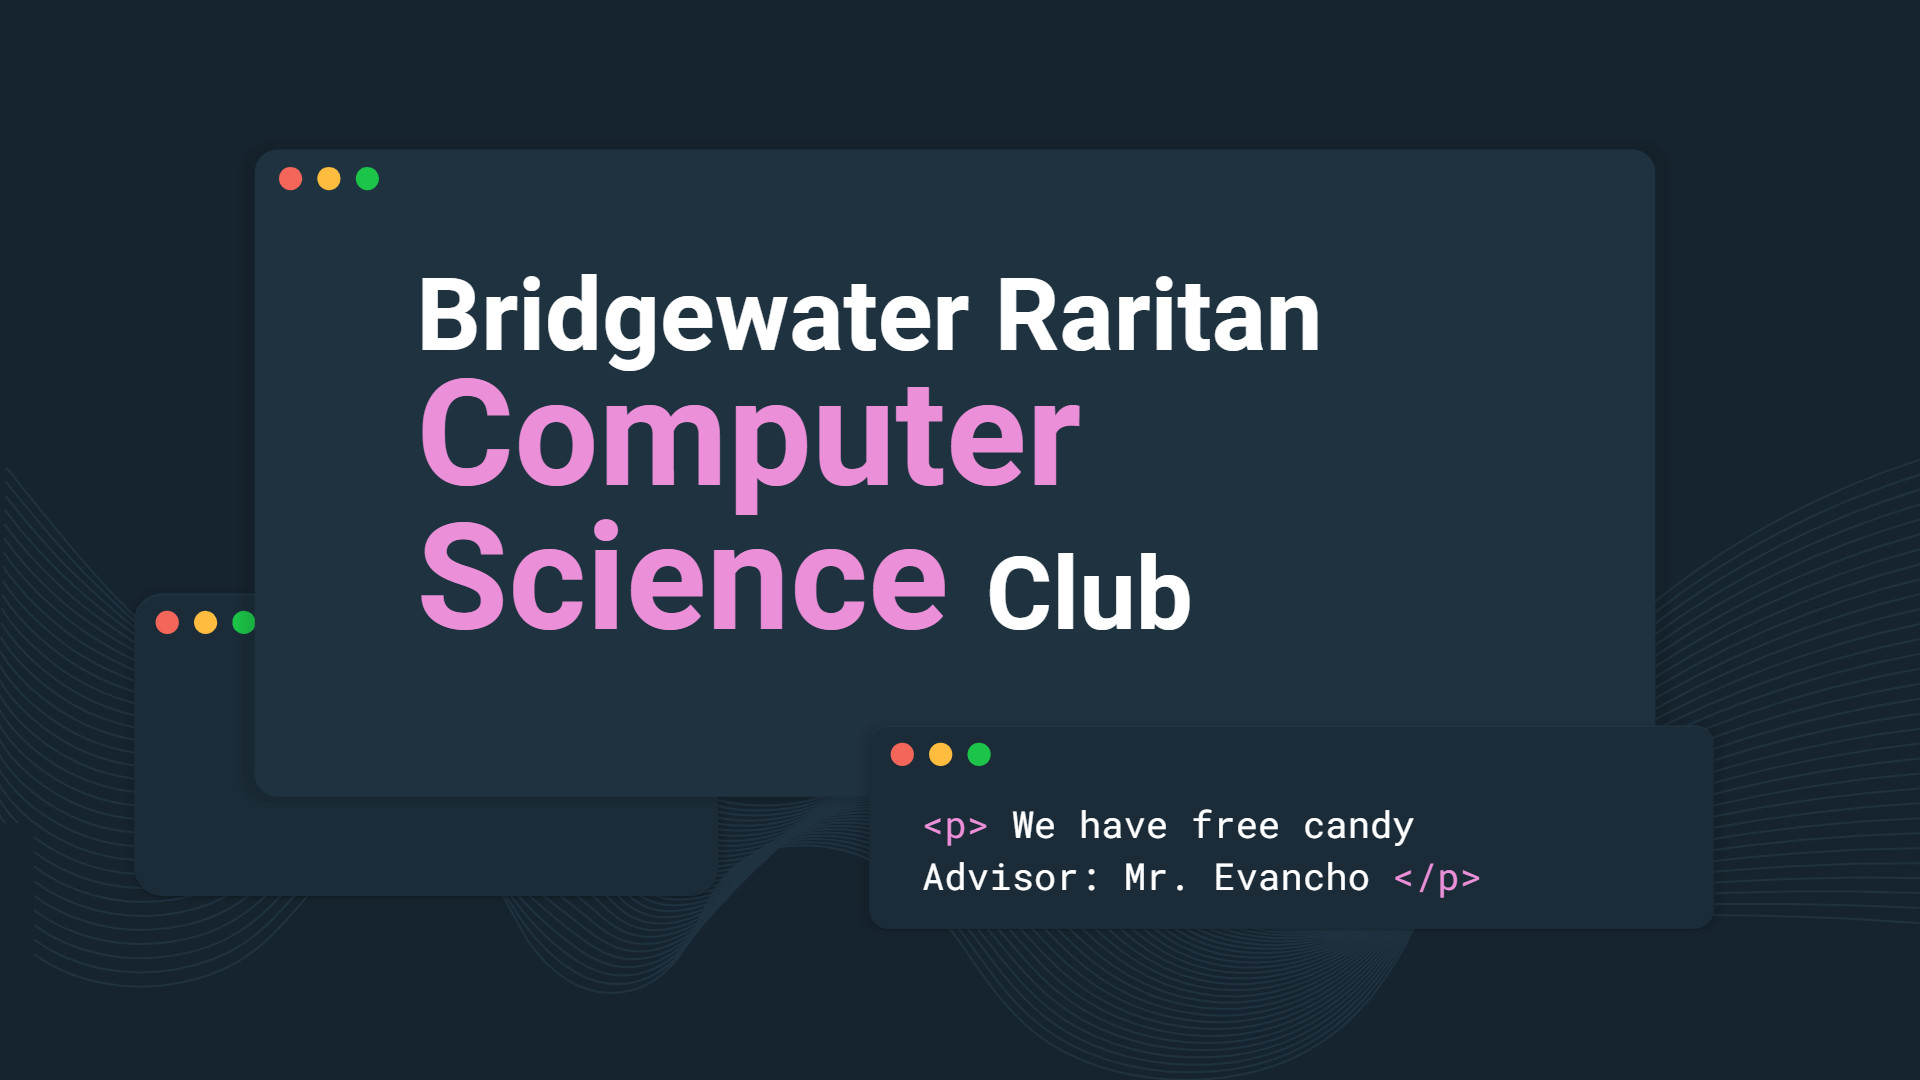 Bridgewater Raritan
Computer
Science Club
<p> We have free candy
Advisor: Mr. Evancho </p>